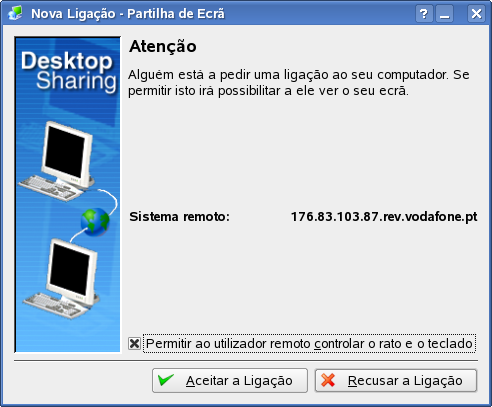 Nova Ligação - Partilha de Ecrã
Desktop
Sharing
Atenção
Alguém está a pedir uma ligação ao seu computador. Se
permitir isto irá possibilitar a ele ver o seu ecrã.
Sistema remoto: 176.83.103.87.rev.vodafone.pt
Permitir ao utilizador remoto controlar o rato e o teclado
Aceitar a Ligação Recusar a Ligação